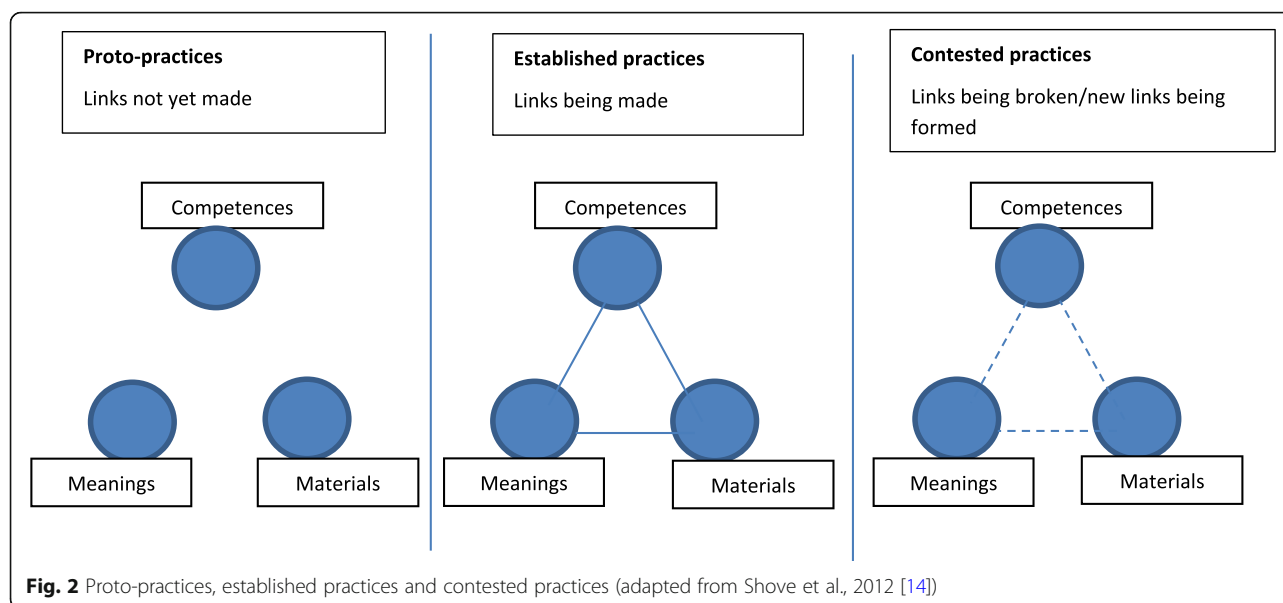 Proto-practices
Links not yet made
Established practices
Links being made
Contested practices
Links being broken/new links being
formed
Competences
Meanings
Materials
Competences
Meanings
Materials
Competences
Meanings
Materials
Fig. 2 Proto-practices, established practices and contested practices (adapted from Shove et al., 2012 [14])